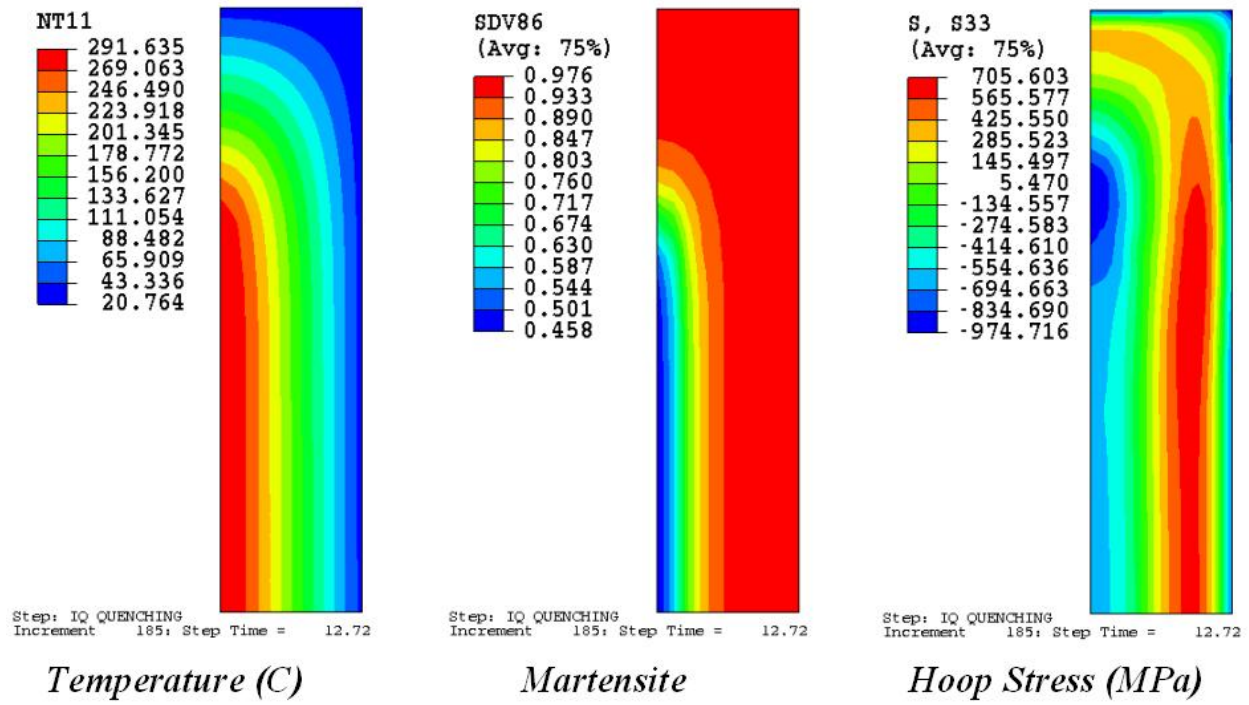 NT11
291.635
269.063
246.490
223.918
201.345
178.772
156.200
133.627
111.054
88.482
65.909
43.336
20.764
Step: IQ QUENCHING
Increment 185: Step Time = 12.72
Temperature (C)
SDV86
(Avg: 75%)
0.976
0.933
0.890
0.847
0.803
0.760
0.717
0.674
0.630
0.587
0.544
0.501
0.458
Step: IQ QUENCHING
Increment 185: Step Time = 12.72
Martensite
S, S33
(Avg: 75%)
705.603
565.577
425.550
285.523
145.497
5.470
-134.557
-274.583
-414.610
-554.636
-694.663
-834.690
-974.716
Step: IQ QUENCHING
Increment 185: Step Time = 12.72
Hoop Stress (MPa)